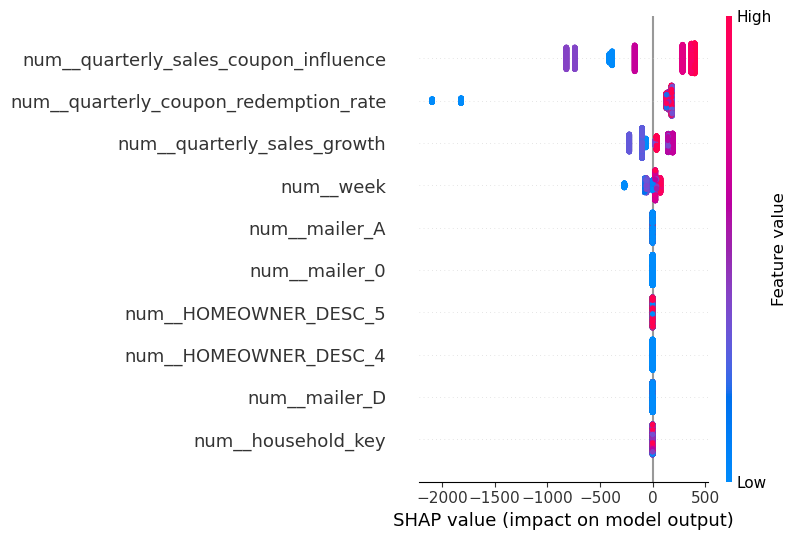 High
num__quarterly_sales_coupon_influence
num__quarterly_coupon_redemption_rate
num__quarterly_sales_growth
num__week
num__mailer_A
num__mailer_0
num__HOMEOWNER_DESC_5
num__HOMEOWNER_DESC_4
num__mailer_D
num__household_key
Feature value
Low
−2000 −1500 −1000 −500 0 500
SHAP value (impact on model output)